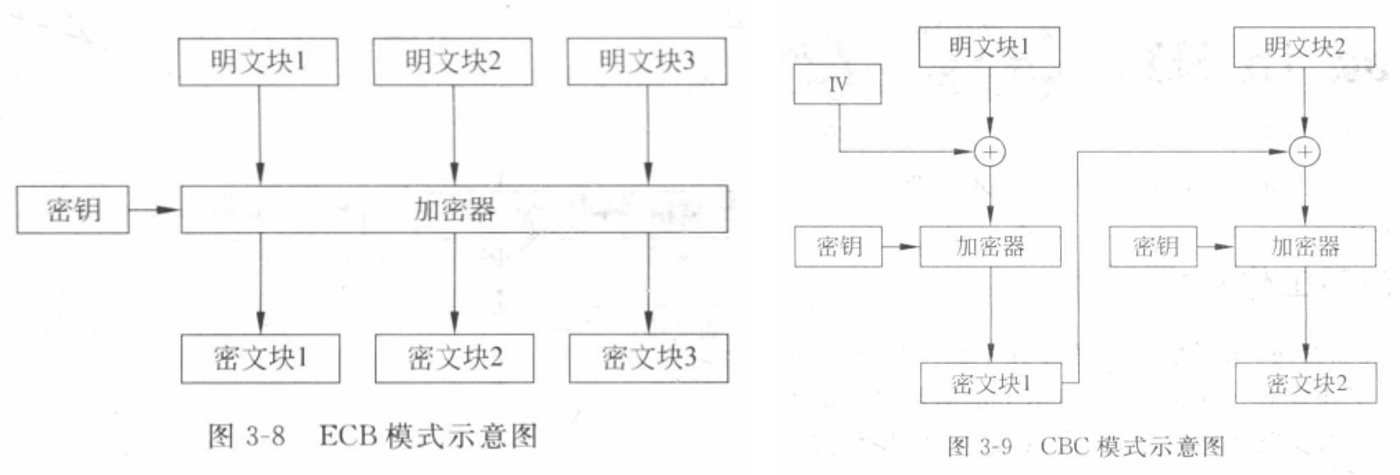 明文块1 明文块2 明文块3
密钥 加密器
密文块1 密文块2 密文块3
图 3-8 ECB 模式示意图
明文块1 明文块2
IV
+ +
密钥 加密器 密钥 加密器
密文块1 密文块2
图 3-9 CBC 模式示意图